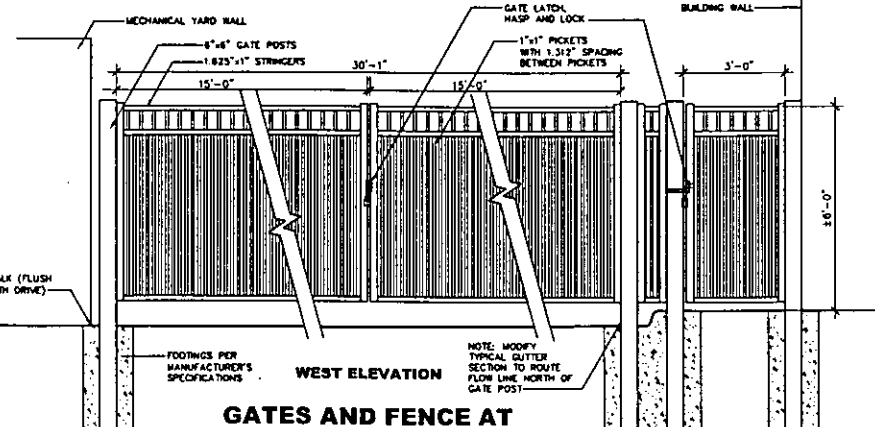 MECHANICAL YARD WALL
GATE LATCH,
HASP AND LOCK
BUILDING WALL
6"x6" GATE POSTS
1.625"x1" STRINGERS
1"x1" PICKETS
WITH 1.312" SPACING
BETWEEN PICKETS
30'-1"
3'-0"
15'-0"
15'-0"
±6'-0"
ALK (FLUSH
TH DRIVE)
FOOTINGS PER
MANUFACTURER'S
SPECIFICATIONS
WEST ELEVATION
NOTE: MODIFY
TYPICAL GUTTER
SECTION TO ROUTE
FLOW LINE NORTH OF
GATE POST
GATES AND FENCE AT